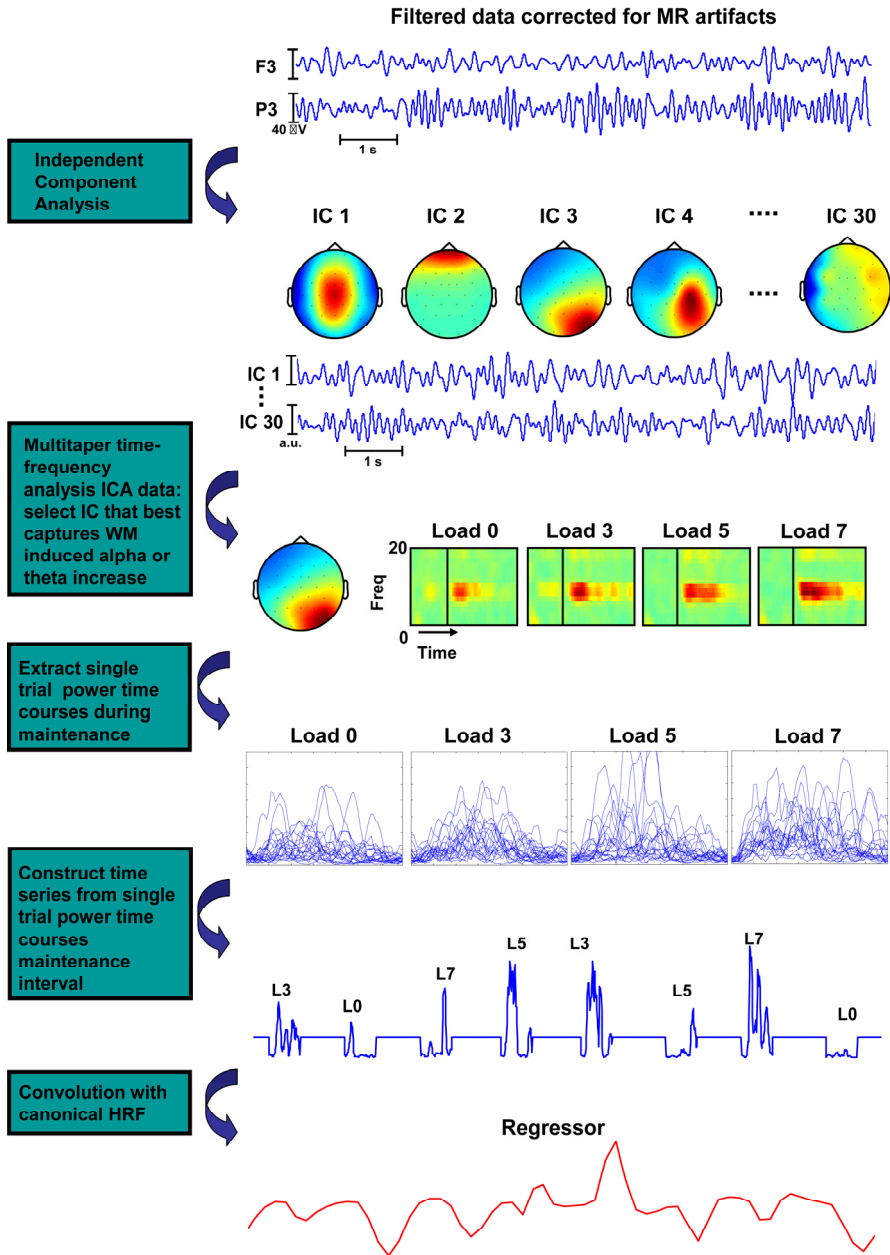 Filtered data corrected for MR artifacts
F3
P3
40 �V
1 s
Independent
Component
Analysis
IC 1
IC 2
IC 3
IC 4
....
IC 30
....
IC 1
IC 30
a.u.
1 s
Multitaper time-
frequency
analysis ICA data:
select IC that best
captures WM
induced alpha or
theta increase
Load 0
Load 3
Load 5
Load 7
20
Freq
0
Time
Extract single
trial power time
courses during
maintenance
Load 0
Load 3
Load 5
Load 7
Construct time
series from single
trial power time
courses
maintenance
interval
L3
L0
L7
L5
L3
L5
L7
L0
Convolution with
canonical HRF
Regressor